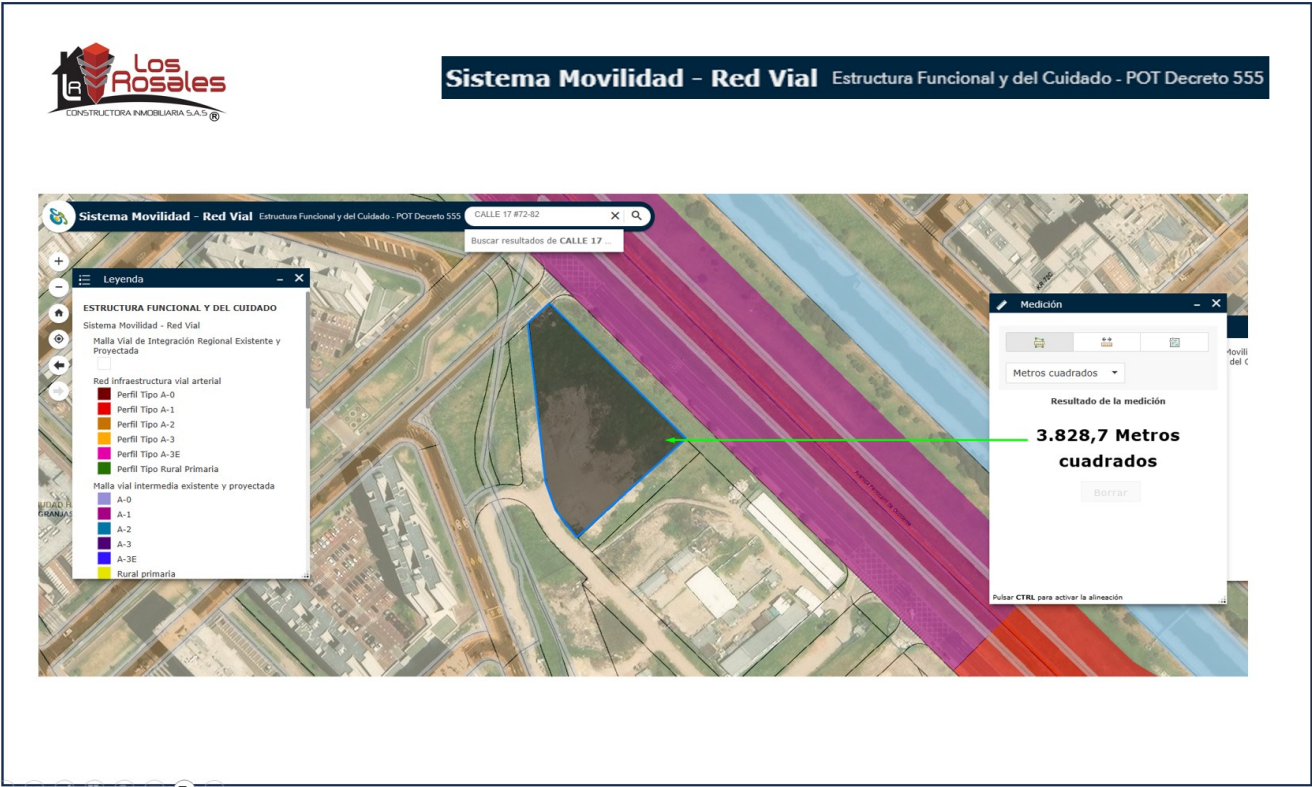 Los
Rosales
LR
CONSTRUCTORA INMOBILIARIA S.A.S ®
Sistema Movilidad - Red Vial Estructura Funcional y del Cuidado - POT Decreto 555
Sistema Movilidad - Red Vial Estructura Funcional y del Cuidado - POT Decreto 555
CALLE 17 #72-82
Buscar resultados de CALLE 17 ...
Leyenda
ESTRUCTURA FUNCIONAL Y DEL CUIDADO
Sistema Movilidad - Red Vial
Malla Vial de Integración Regional Existente y
Proyectada
Red infraestructura vial arterial
Perfil Tipo A-0
Perfil Tipo A-1
Perfil Tipo A-2
Perfil Tipo A-3
Perfil Tipo A-3E
Perfil Tipo Rural Primaria
Malla vial intermedia existente y proyectada
A-0
A-1
A-2
A-3
A-3E
Rural primaria
GRANJAS
Medición
Metros cuadrados
Resultado de la medición
3.828,7 Metros
cuadrados
Borrar
Pulsar CTRL para activar la alineación